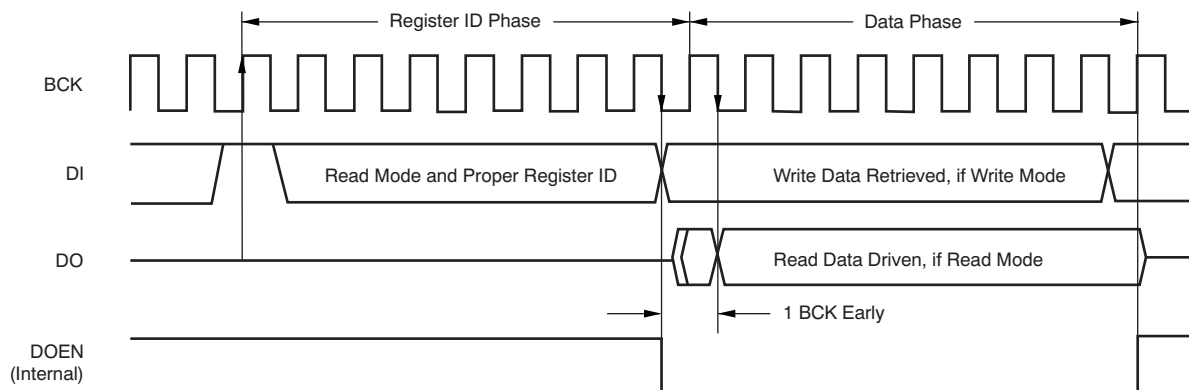 Register ID Phase
Data Phase
BCK
DI
Read Mode and Proper Register ID
Write Data Retrieved, if Write Mode
DO
Read Data Driven, if Read Mode
1 BCK Early
DOEN
(Internal)